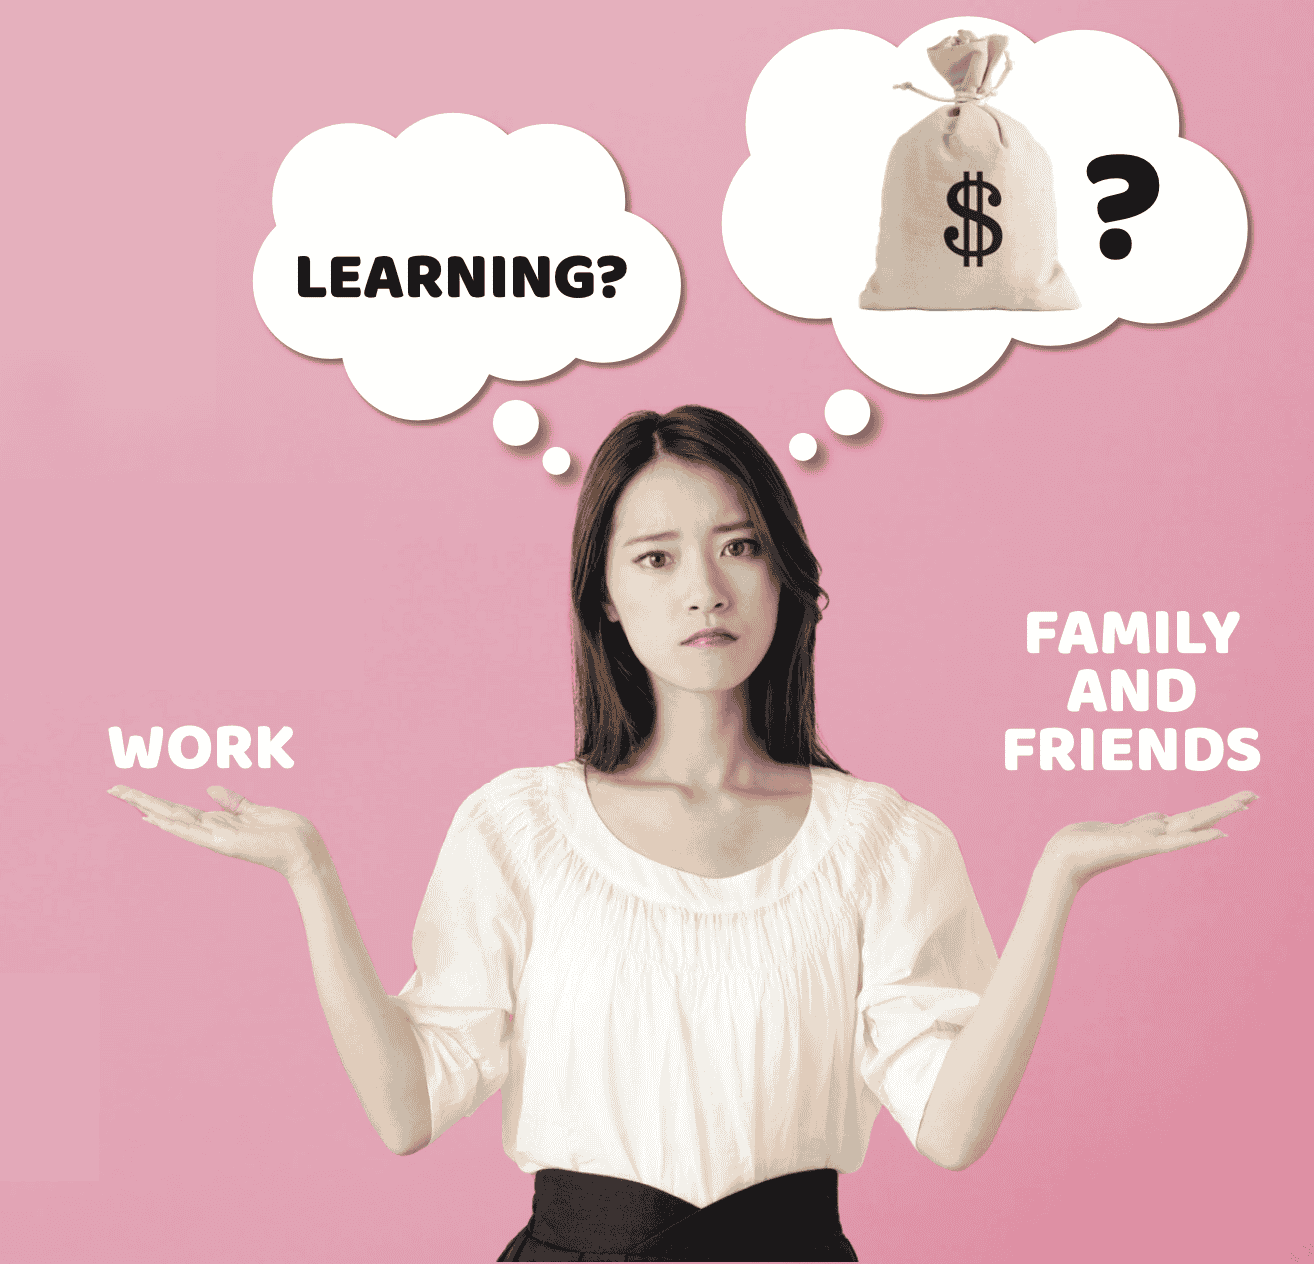 LEARNING?
$ ?
WORK
FAMILY
AND
FRIENDS